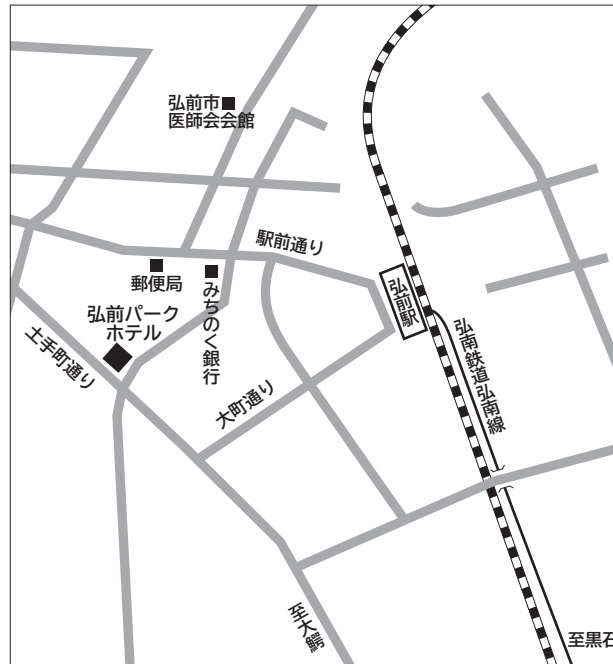 弘前市
医師会会館
駅前通り
郵便局
みちのく銀行
弘前パーク
ホテル
土手町通り
大町通り
弘前駅
弘南鉄道弘南線
至大鰐
至黒石